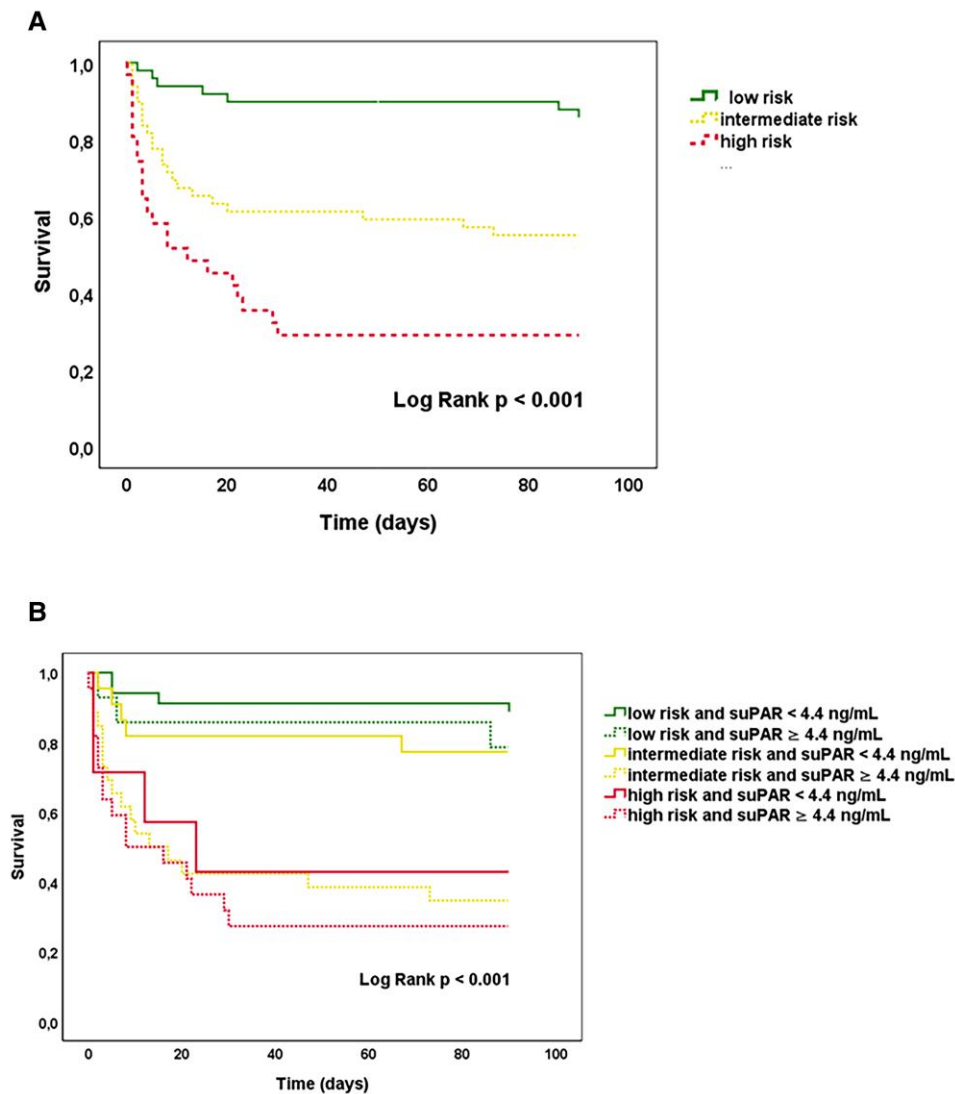 A
1,0
0,8
0,6
0,4
0,2
0,0
Survival
0 20 40 60 80 100
Time (days)
Log Rank p < 0.001
low risk
intermediate risk
high risk
...
B
1,0
0,8
0,6
0,4
0,2
0,0
Survival
0 20 40 60 80 100
Time (days)
Log Rank p < 0.001
low risk and suPAR < 4.4 ng/mL
low risk and suPAR ≥ 4.4 ng/mL
intermediate risk and suPAR < 4.4 ng/mL
intermediate risk and suPAR ≥ 4.4 ng/mL
high risk and suPAR < 4.4 ng/mL
high risk and suPAR ≥ 4.4 ng/mL